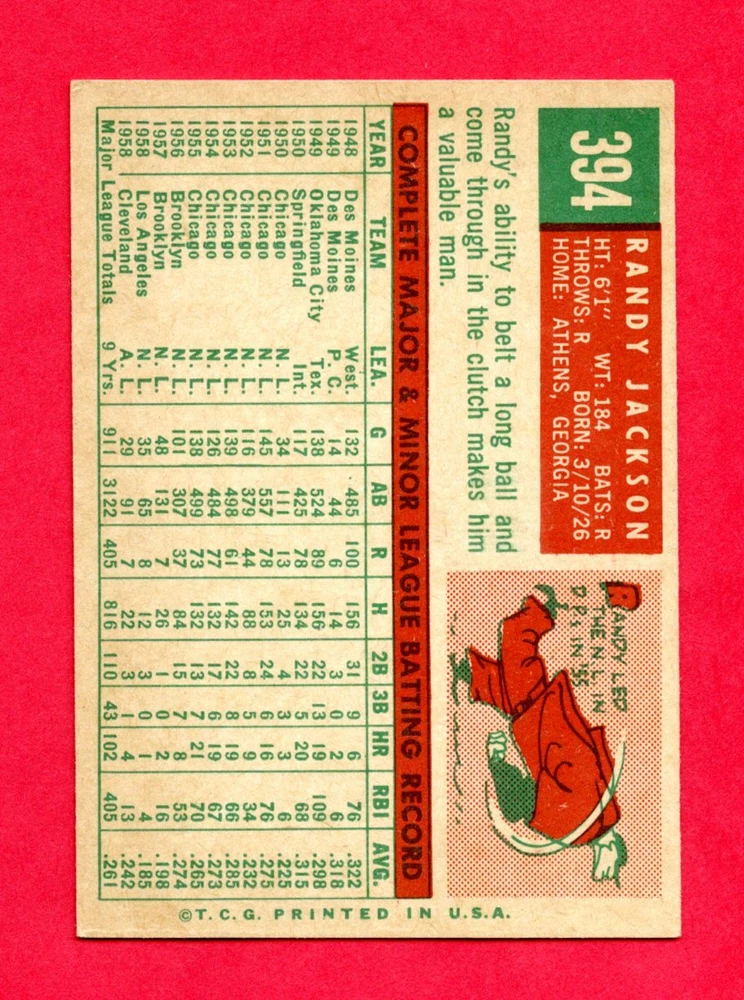 394
RANDY JACKSON
HT: 6'1" WT: 184 BATS: R
THROWS: R BORN: 3/10/26
HOME: ATHENS, GEORGIA
Randy's ability to belt a long ball and
come through in the clutch makes him
a valuable man.
RANDY LED
THE N.L. IN
D.P.s IN '55
COMPLETE MAJOR & MINOR LEAGUE BATTING RECORD
YEAR TEAM LEA. G AB R H 2B 3B HR RBI AVG.
1948 Des Moines West. 132 485 100 156 31 9 6 76 .322
1949 Des Moines P. C. 14 44 6 14 3 0 2 6 .318
1949 Oklahoma City Tex. 138 524 89 156 22 13 19 109 .298
1950 Springfield Int. 117 425 78 134 22 5 20 68 .315
1950 Chicago N. L. 34 111 13 25 4 3 3 6 .225
1951 Chicago N. L. 145 557 78 153 24 6 16 76 .275
1952 Chicago N. L. 116 379 44 88 8 5 9 34 .232
1953 Chicago N. L. 139 498 61 142 22 8 19 66 .285
1954 Chicago N. L. 126 484 77 132 17 6 19 67 .273
1955 Chicago N. L. 138 499 73 132 13 7 21 70 .265
1956 Brooklyn N. L. 101 307 37 84 15 7 8 53 .274
1957 Brooklyn N. L. 48 131 7 26 1 0 2 16 .198
1958 Los Angeles N. L. 35 65 8 12 3 0 1 4 .185
1958 Cleveland A. L. 29 91 7 22 3 1 4 13 .242
Major League Totals 9 Yrs. 911 3122 405 816 110 43 102 405 .261
©T.C.G. PRINTED IN U.S.A.